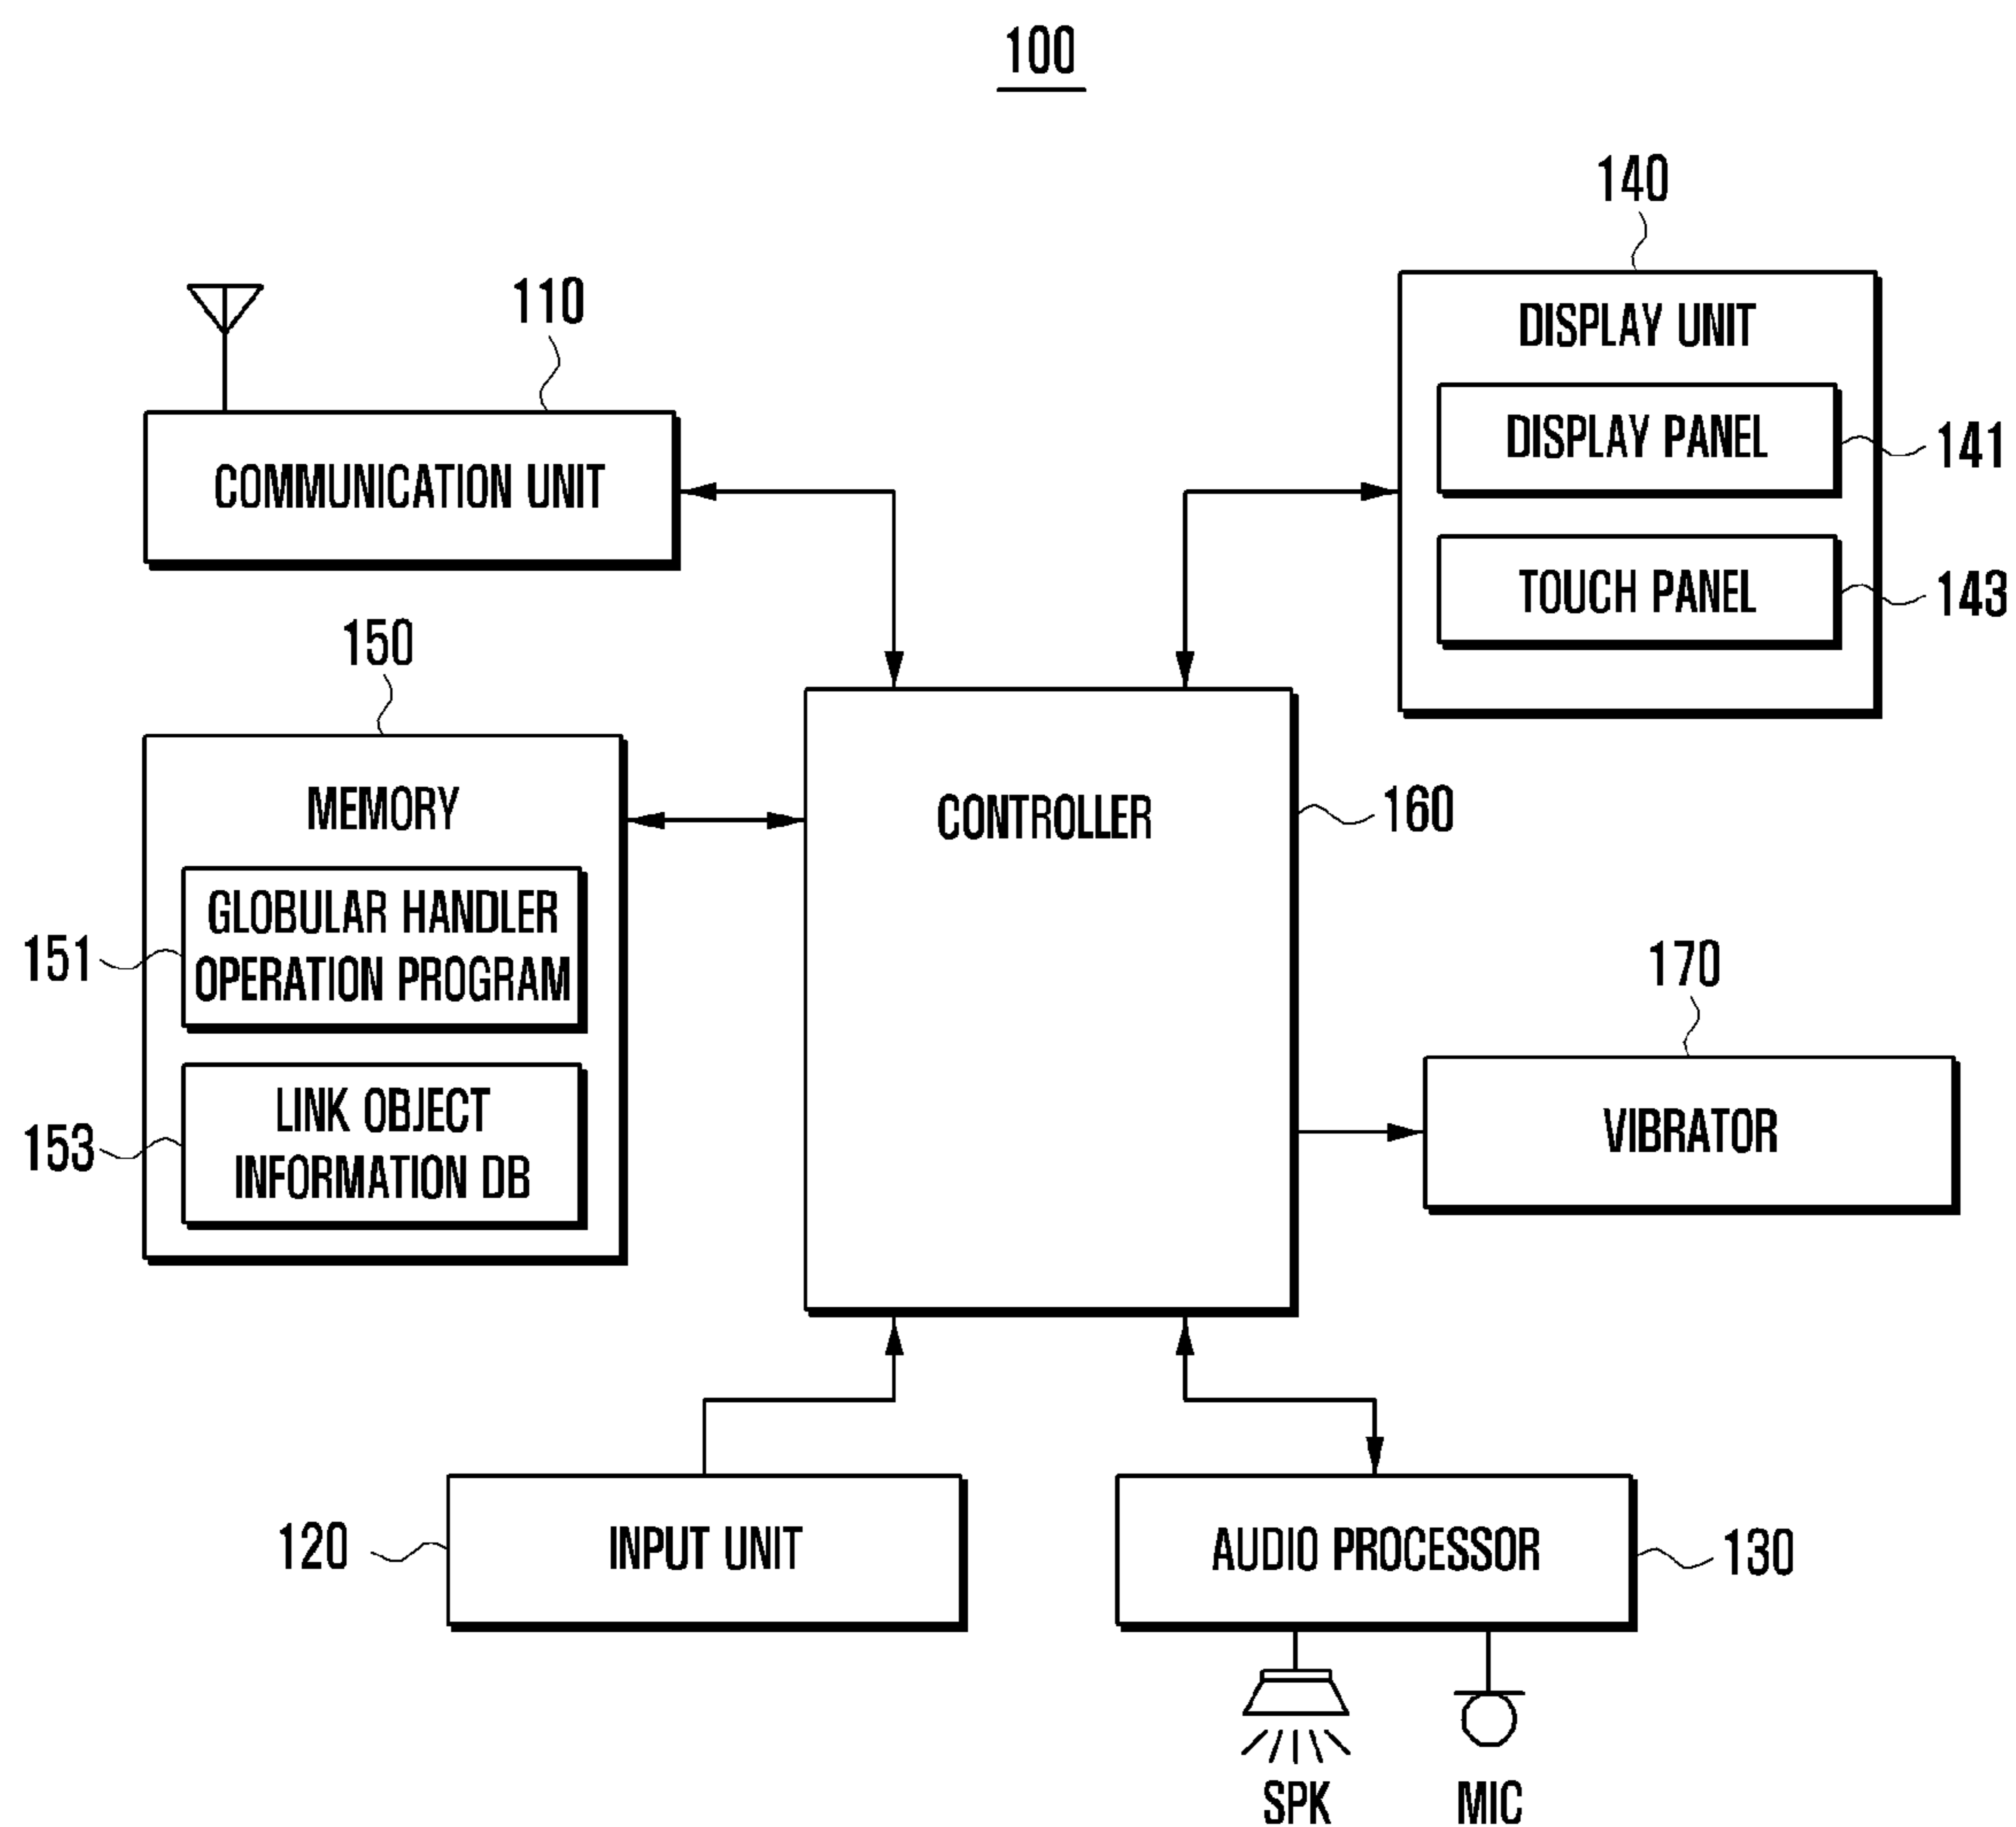 100
140
110
DISPLAY UNIT
DISPLAY PANEL
141
COMMUNICATION UNIT
TOUCH PANEL
143
150
MEMORY
CONTROLLER
160
GLOBULAR HANDLER
OPERATION PROGRAM
151
170
LINK OBJECT
INFORMATION DB
153
VIBRATOR
120
INPUT UNIT
AUDIO PROCESSOR
130
SPK
MIC